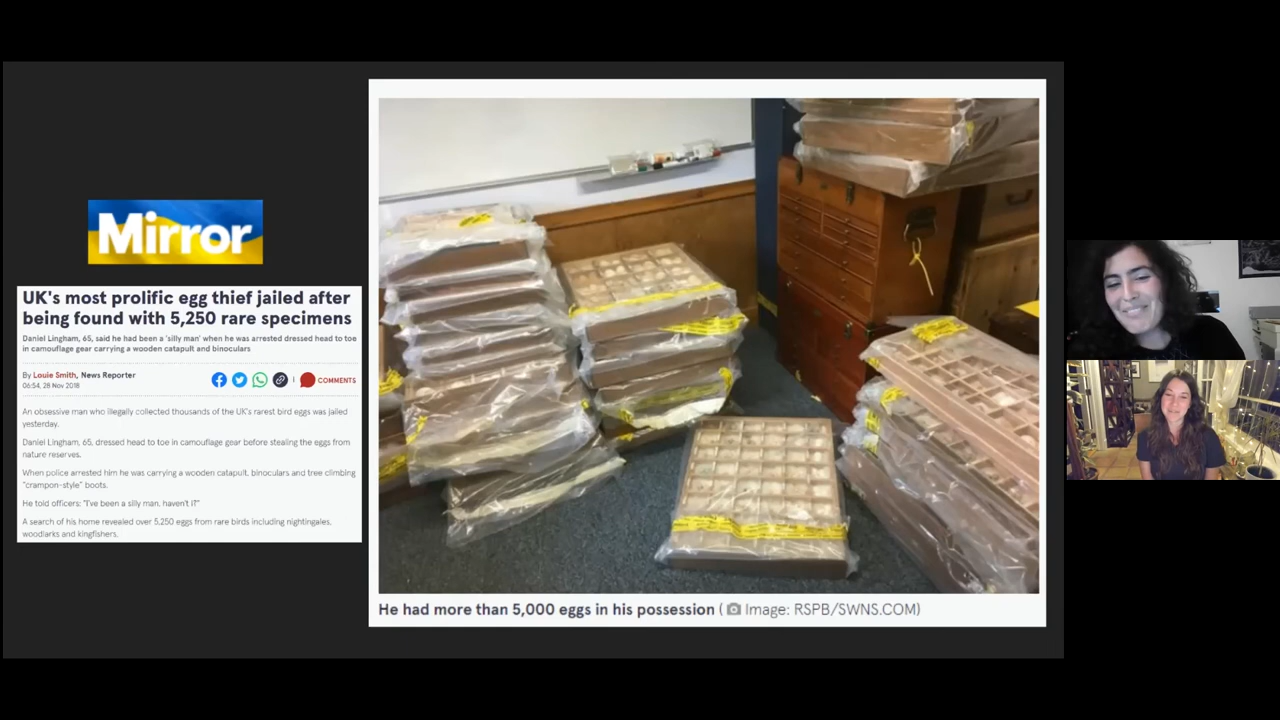 Mirror
UK's most prolific egg thief jailed after
being found with 5,250 rare specimens
Daniel Lingham, 65, said he had been a 'silly man' when he was arrested dressed head to toe
in camouflage gear carrying a wooden catapult and binoculars
By Louie Smith, News Reporter
06:54, 28 Nov 2018
COMMENTS
An obsessive man who illegally collected thousands of the UK's rarest bird eggs was jailed
yesterday.
Daniel Lingham, 65, dressed head to toe in camouflage gear before stealing the eggs from
nature reserves.
When police arrested him he was carrying a wooden catapult, binoculars and tree climbing
"crampon-style" boots.
He told officers: "I've been a silly man, haven't I?"
A search of his home revealed over 5,250 eggs from rare birds including nightingales,
woodlarks and kingfishers.
He had more than 5,000 eggs in his possession ( Image: RSPB/SWNS.COM)